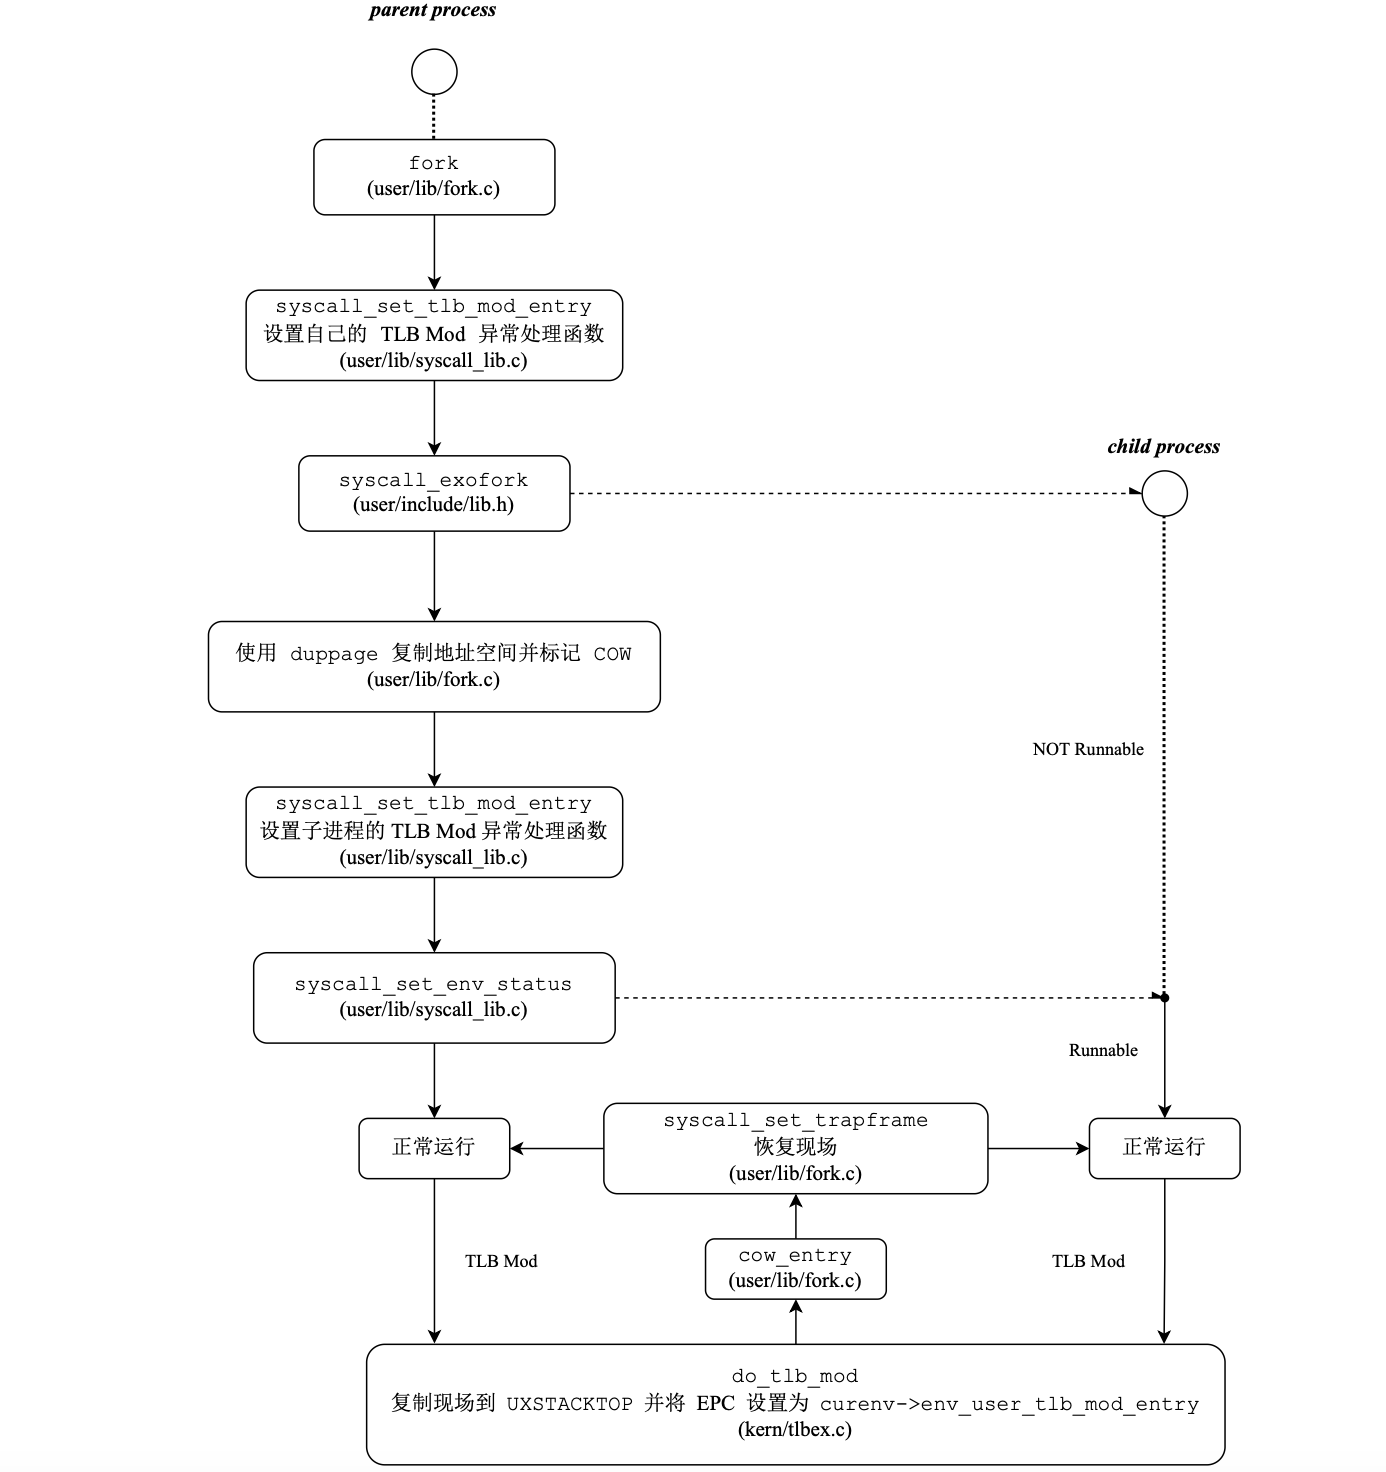 parent process
fork
(user/lib/fork.c)
syscall_set_tlb_mod_entry
设置自己的 TLB Mod 异常处理函数
(user/lib/syscall_lib.c)
child process
syscall_exofork
(user/include/lib.h)
使用 duppage 复制地址空间并标记 COW
(user/lib/fork.c)
NOT Runnable
syscall_set_tlb_mod_entry
设置子进程的 TLB Mod 异常处理函数
(user/lib/syscall_lib.c)
syscall_set_env_status
(user/lib/syscall_lib.c)
Runnable
正常运行
syscall_set_trapframe
恢复现场
(user/lib/fork.c)
正常运行
TLB Mod
cow_entry
(user/lib/fork.c)
TLB Mod
do_tlb_mod
复制现场到 UXSTACKTOP 并将 EPC 设置为 curenv->env_user_tlb_mod_entry
(kern/tlbex.c)